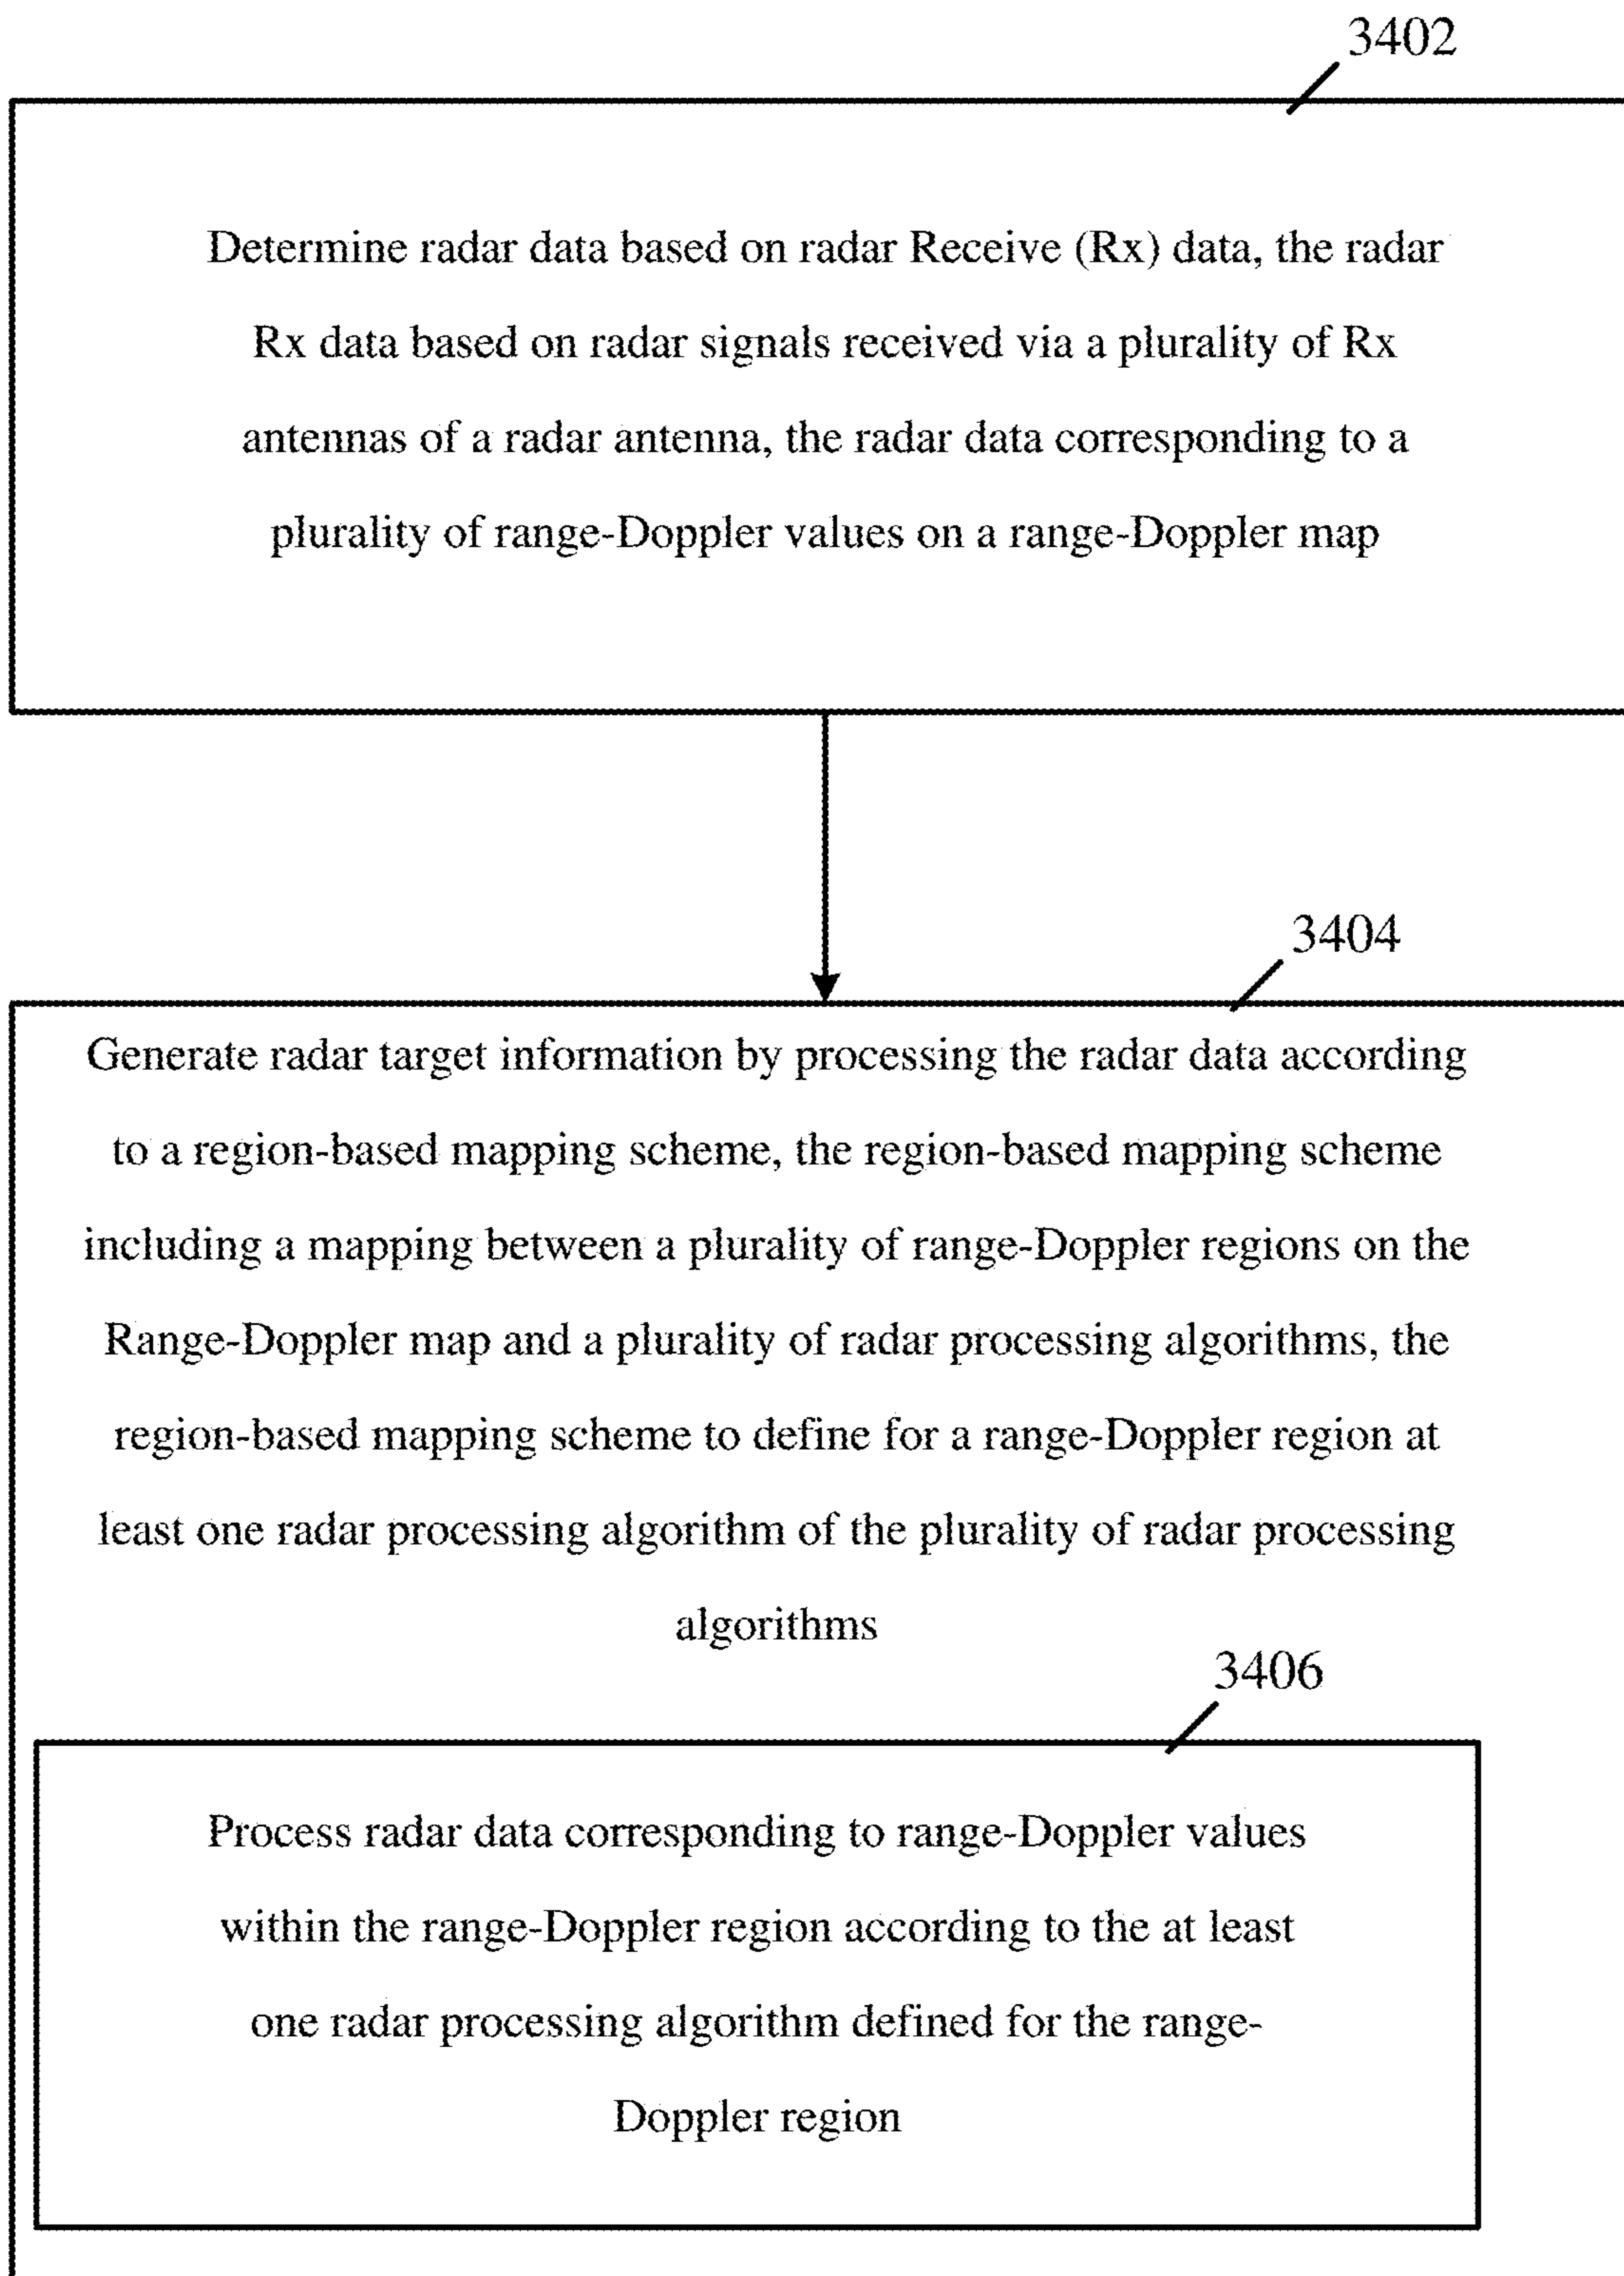 3402
Determine radar data based on radar Receive (Rx) data, the radar
Rx data based on radar signals received via a plurality of Rx
antennas of a radar antenna, the radar data corresponding to a
plurality of range-Doppler values on a range-Doppler map
3404
Generate radar target information by processing the radar data according
to a region-based mapping scheme, the region-based mapping scheme
including a mapping between a plurality of range-Doppler regions on the
Range-Doppler map and a plurality of radar processing algorithms, the
region-based mapping scheme to define for a range-Doppler region at
least one radar processing algorithm of the plurality of radar processing
algorithms
3406
Process radar data corresponding to range-Doppler values
within the range-Doppler region according to the at least
one radar processing algorithm defined for the range-
Doppler region